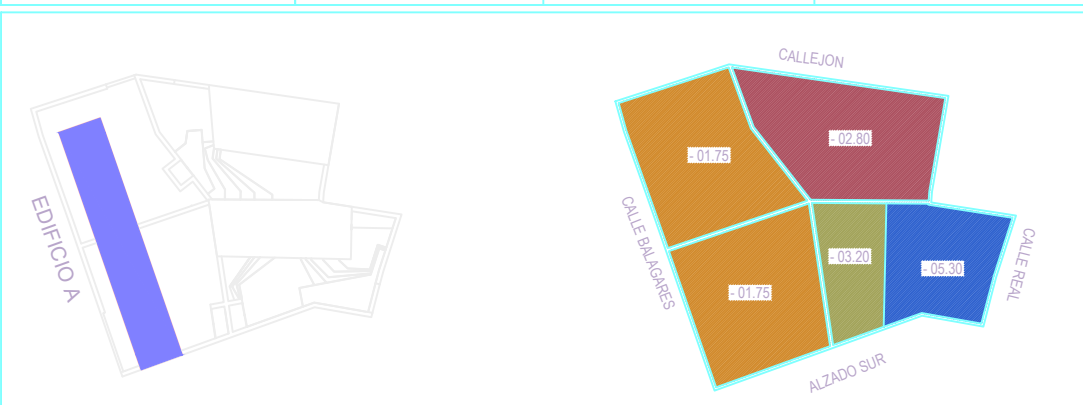 EDIFICIO A
CALLEJON
- 02.80
- 01.75
CALLE BALAGARES
- 03.20
- 05.30
CALLE REAL
- 01.75
ALZADO SUR